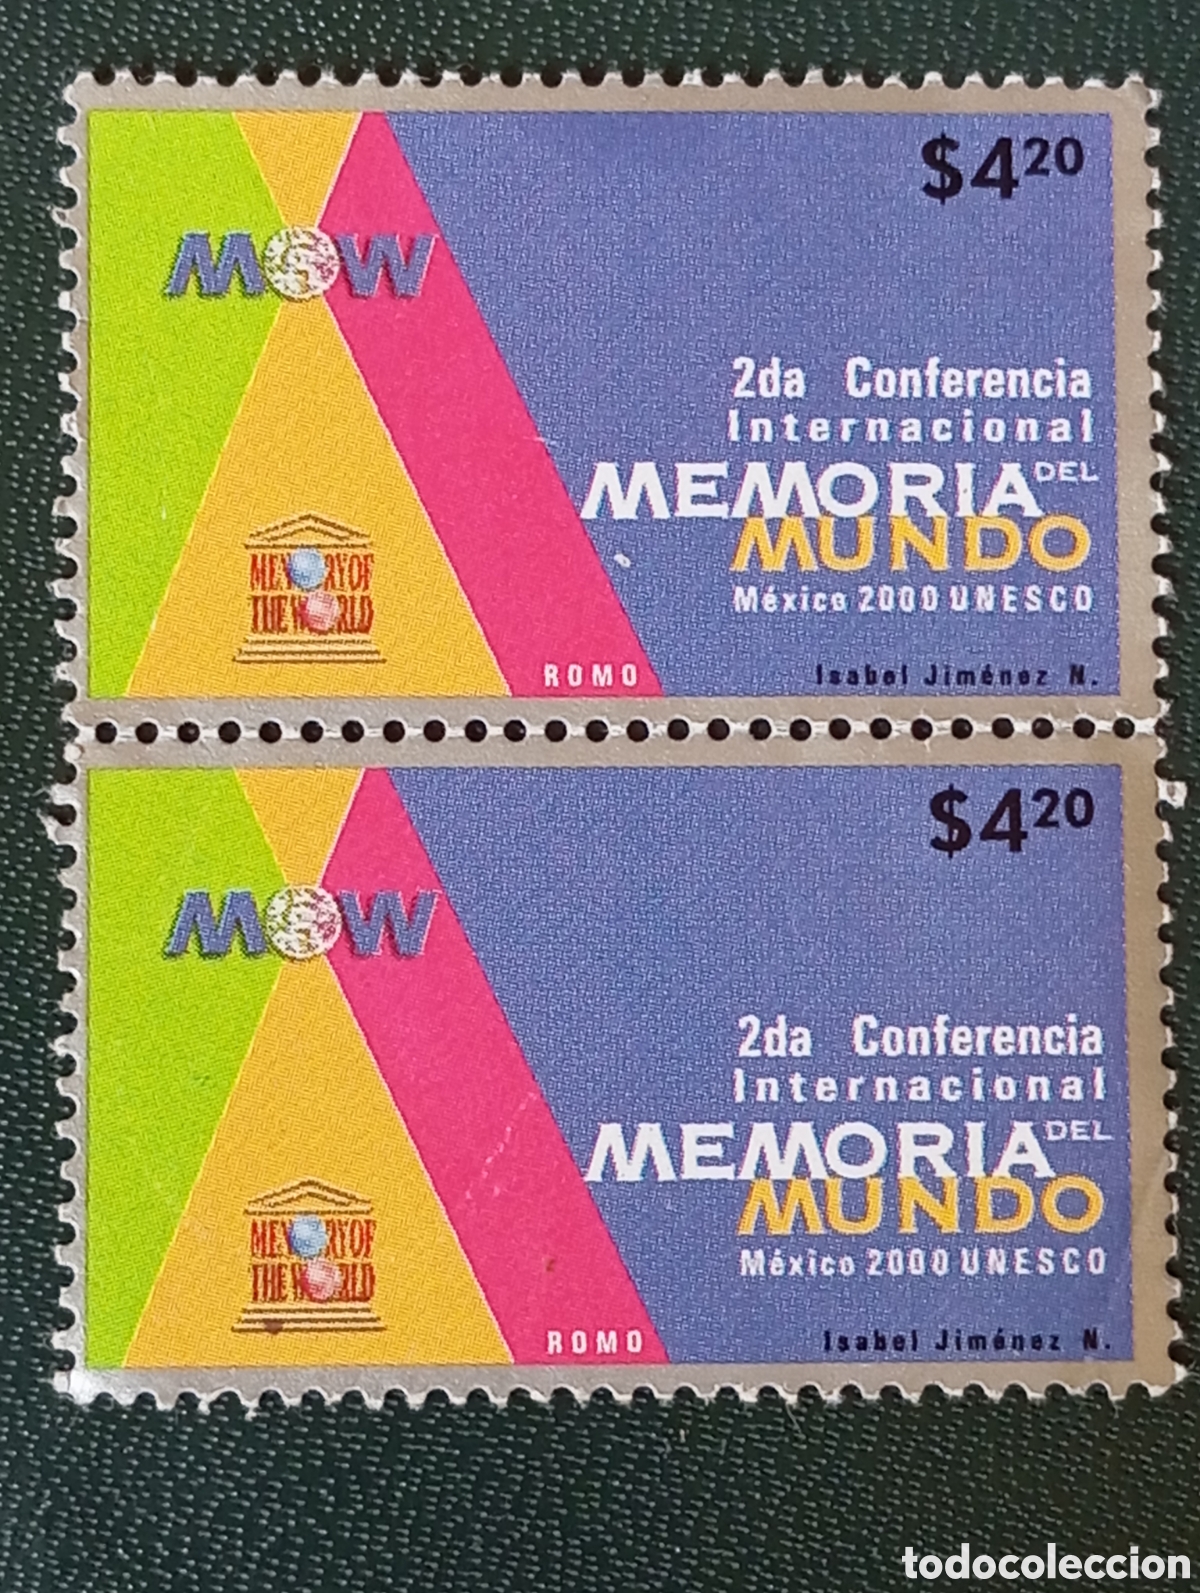 $4.20
MOW
2da Conferencia
Internacional
MEMORIA DEL
MUNDO
México 2000 UNESCO
MEMORY OF
THE WORLD
ROMO
Isabel Jiménez N.
$4.20
MOW
2da Conferencia
Internacional
MEMORIA DEL
MUNDO
México 2000 UNESCO
MEMORY OF
THE WORLD
ROMO
Isabel Jiménez N.
todocoleccion